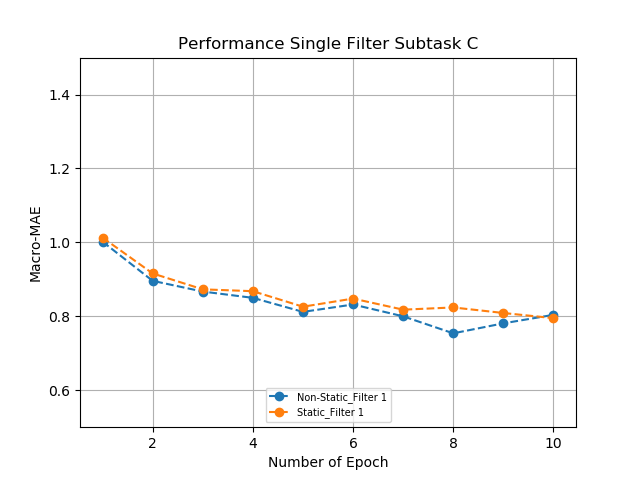 Performance Single Filter Subtask C
1.4
1.2
1.0
0.8
0.6
Macro-MAE
Non-Static_Filter 1
Static_Filter 1
2 4 6 8 10
Number of Epoch